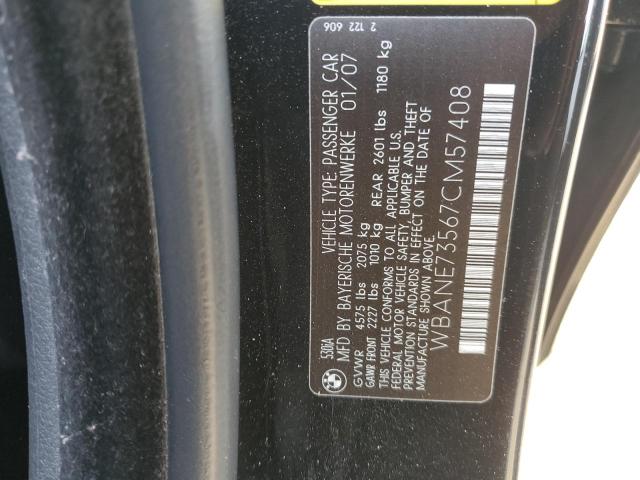 530iA VEHICLE TYPE: PASSENGER CAR
MFD BY BAYERISCHE MOTORENWERKE 01/07
GVWR 4575 lbs 2075 kg
GAWR FRONT 2227 lbs 1010 kg REAR 2601 lbs 1180 kg
THIS VEHICLE CONFORMS TO ALL APPLICABLE U.S.
FEDERAL MOTOR VEHICLE SAFETY, BUMPER AND THEFT
PREVENTION STANDARDS IN EFFECT ON THE DATE OF
MANUFACTURE SHOWN ABOVE.
WBANE73567CM57408
2 122 606